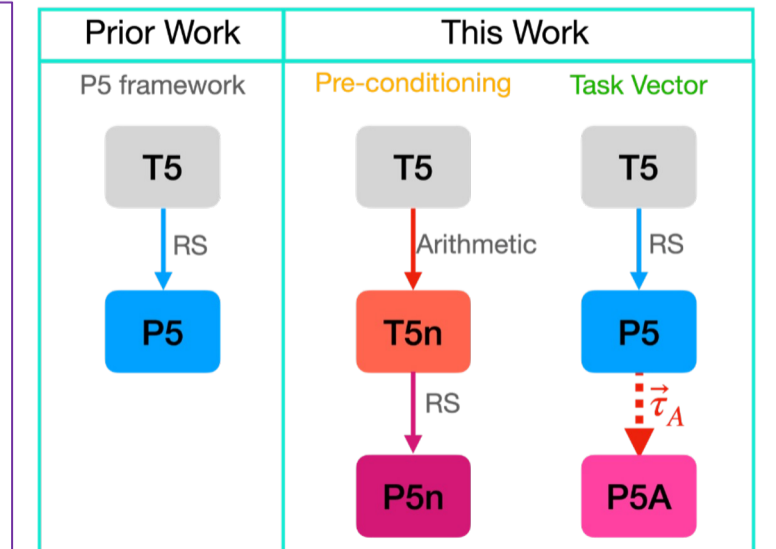 Prior Work
This Work
P5 framework
Pre-conditioning
Task Vector
T5
T5
T5
RS
Arithmetic
RS
P5
T5n
P5
RS
τ⃗_A
P5n
P5A